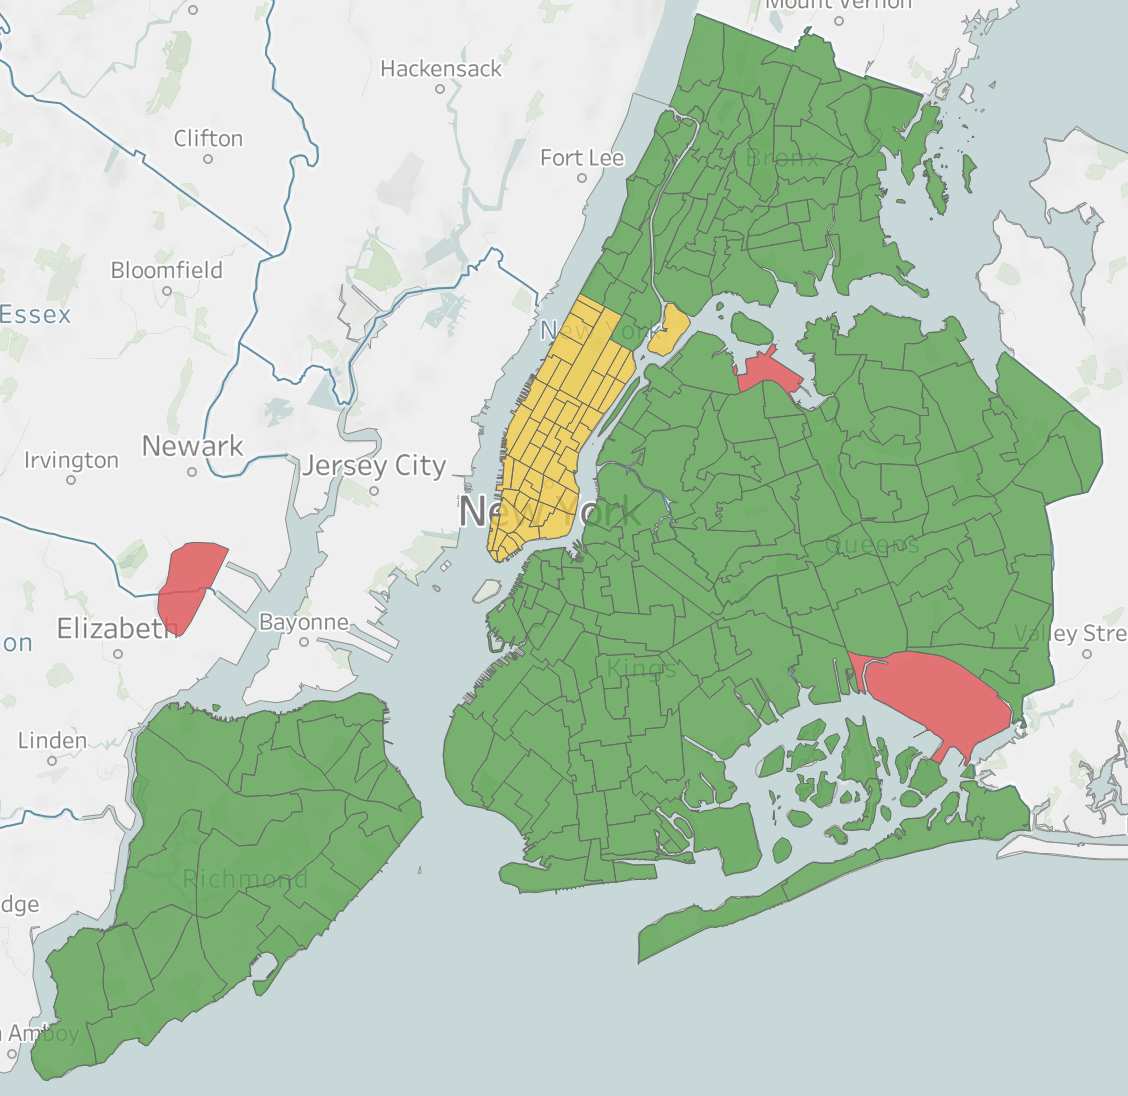 Mount Vernon
Hackensack
Clifton
Fort Lee
Bronx
Bloomfield
Essex
New York
Newark
Irvington
Jersey City
New York
Queens
Elizabeth
Bayonne
on
Valley Stre
Kings
Linden
Richmond
dge
Amboy